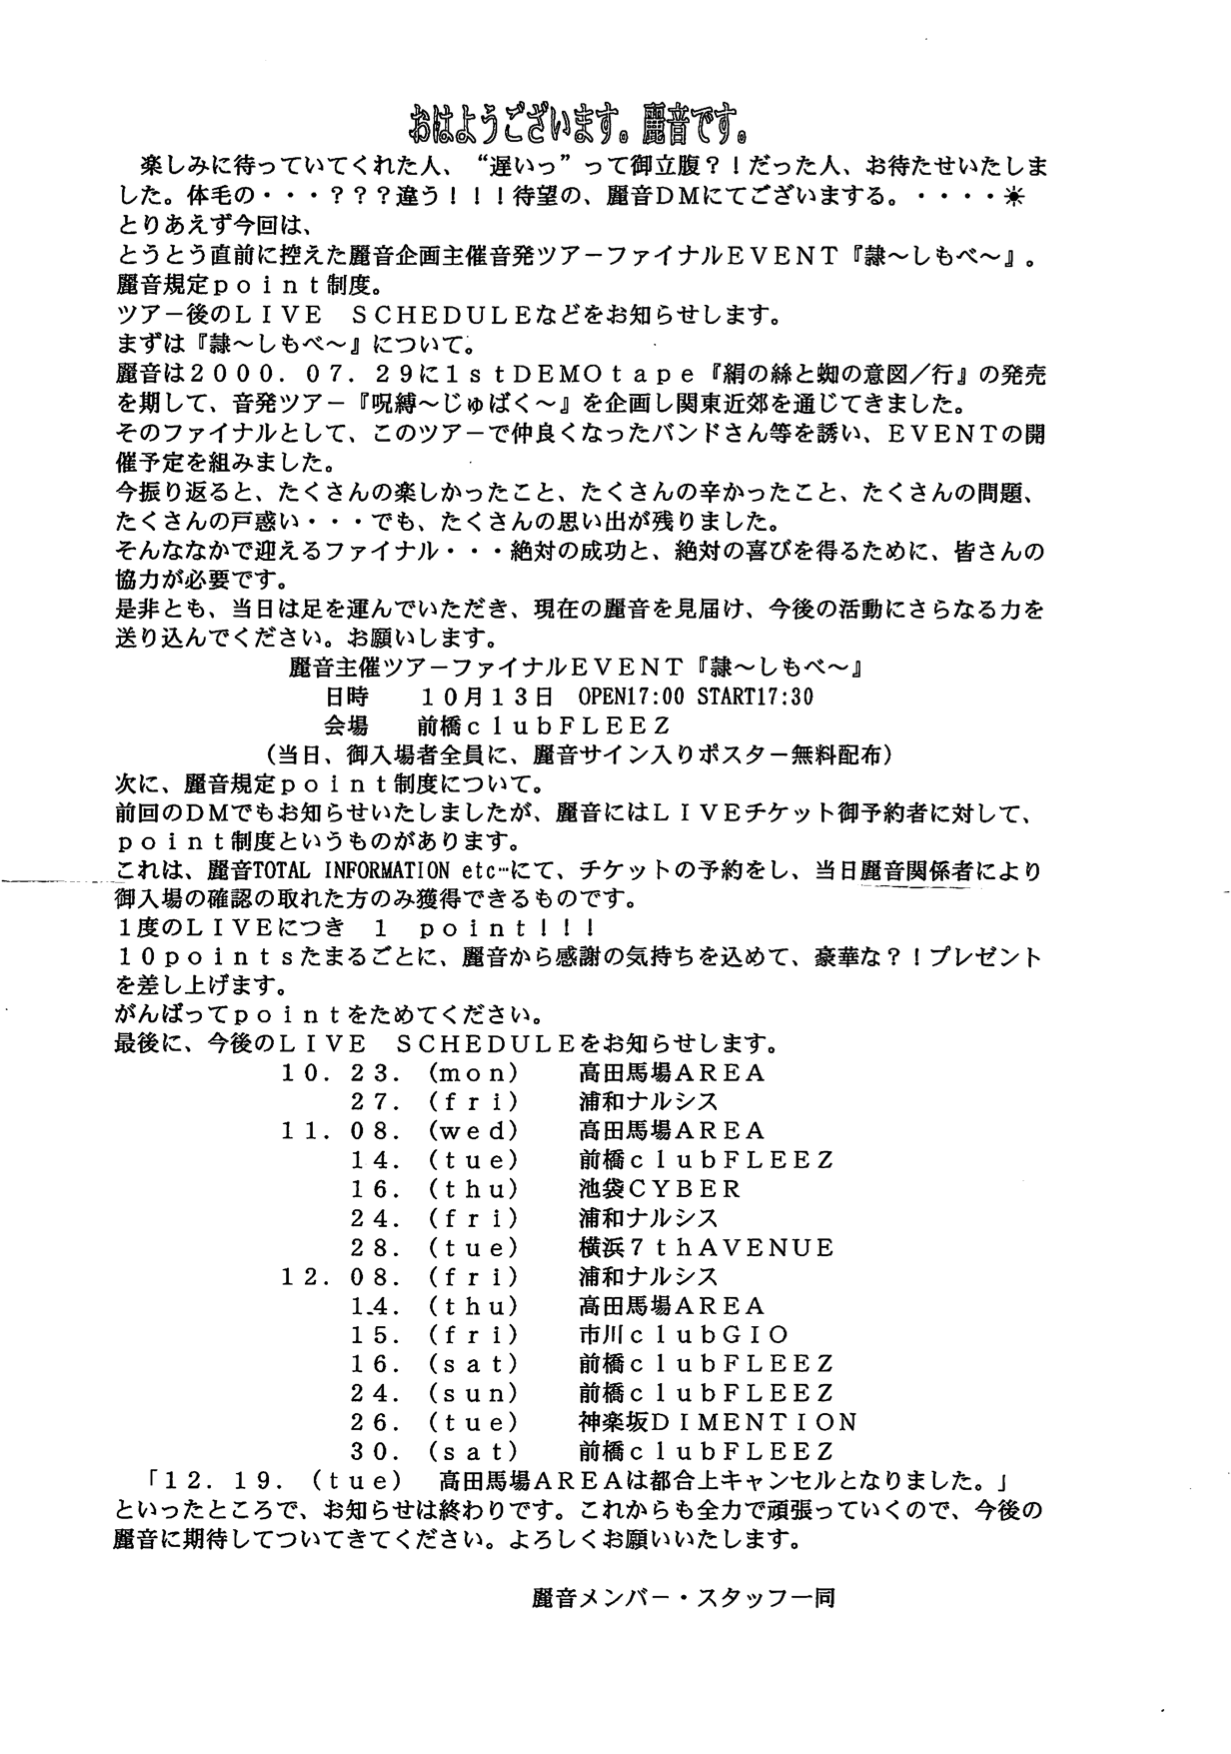 おはようございます。麗音です。
　楽しみに待っていてくれた人、“遅いっ”って御立腹？！だった人、お待たせいたしま
した。体毛の・・・？？？違う！！！待望の、麗音ＤＭにてございまする。・・・・☀
とりあえず今回は、
とうとう直前に控えた麗音企画主催音発ツアーファイナルＥＶＥＮＴ『隷～しもべ～』。
麗音規定ｐｏｉｎｔ制度。
ツアー後のＬＩＶＥ　ＳＣＨＥＤＵＬＥなどをお知らせします。
まずは『隷～しもべ～』について。
麗音は２０００．０７．２９に１ｓｔＤＥＭＯｔａｐｅ『絹の絲と蜘の意図／行』の発売
を期して、音発ツアー『呪縛～じゅばく～』を企画し関東近郊を通じてきました。
そのファイナルとして、このツアーで仲良くなったバンドさん等を誘い、ＥＶＥＮＴの開
催予定を組みました。
今振り返ると、たくさんの楽しかったこと、たくさんの辛かったこと、たくさんの問題、
たくさんの戸惑い・・・でも、たくさんの思い出が残りました。
そんななかで迎えるファイナル・・・絶対の成功と、絶対の喜びを得るために、皆さんの
協力が必要です。
是非とも、当日は足を運んでいただき、現在の麗音を見届け、今後の活動にさらなる力を
送り込んでください。お願いします。
麗音主催ツアーファイナルＥＶＥＮＴ『隷～しもべ～』
日時　　１０月１３日　OPEN17:00 START17:30
会場　　前橋ｃｌｕｂＦＬＥＥＺ
（当日、御入場者全員に、麗音サイン入りポスター無料配布）
次に、麗音規定ｐｏｉｎｔ制度について。
前回のＤＭでもお知らせいたしましたが、麗音にはＬＩＶＥチケット御予約者に対して、
ｐｏｉｎｔ制度というものがあります。
これは、麗音TOTAL INFORMATION etc…にて、チケットの予約をし、当日麗音関係者により
御入場の確認の取れた方のみ獲得できるものです。
１度のＬＩＶＥにつき　１　ｐｏｉｎｔ！！！
１０ｐｏｉｎｔｓたまるごとに、麗音から感謝の気持ちを込めて、豪華な？！プレゼント
を差し上げます。
がんばってｐｏｉｎｔをためてください。
最後に、今後のＬＩＶＥ　ＳＣＨＥＤＵＬＥをお知らせします。
１０．２３．（ｍｏｎ）　　高田馬場ＡＲＥＡ
２７．（ｆｒｉ）　　浦和ナルシス
１１．０８．（ｗｅｄ）　　高田馬場ＡＲＥＡ
１４．（ｔｕｅ）　　前橋ｃｌｕｂＦＬＥＥＺ
１６．（ｔｈｕ）　　池袋ＣＹＢＥＲ
２４．（ｆｒｉ）　　浦和ナルシス
２８．（ｔｕｅ）　　横浜７ｔｈＡＶＥＮＵＥ
１２．０８．（ｆｒｉ）　　浦和ナルシス
１４．（ｔｈｕ）　　高田馬場ＡＲＥＡ
１５．（ｆｒｉ）　　市川ｃｌｕｂＧＩＯ
１６．（ｓａｔ）　　前橋ｃｌｕｂＦＬＥＥＺ
２４．（ｓｕｎ）　　前橋ｃｌｕｂＦＬＥＥＺ
２６．（ｔｕｅ）　　神楽坂ＤＩＭＥＮＴＩＯＮ
３０．（ｓａｔ）　　前橋ｃｌｕｂＦＬＥＥＺ
「１２．１９．（ｔｕｅ）　高田馬場ＡＲＥＡは都合上キャンセルとなりました。」
といったところで、お知らせは終わりです。これからも全力で頑張っていくので、今後の
麗音に期待してついてきてください。よろしくお願いいたします。
麗音メンバー・スタッフ一同